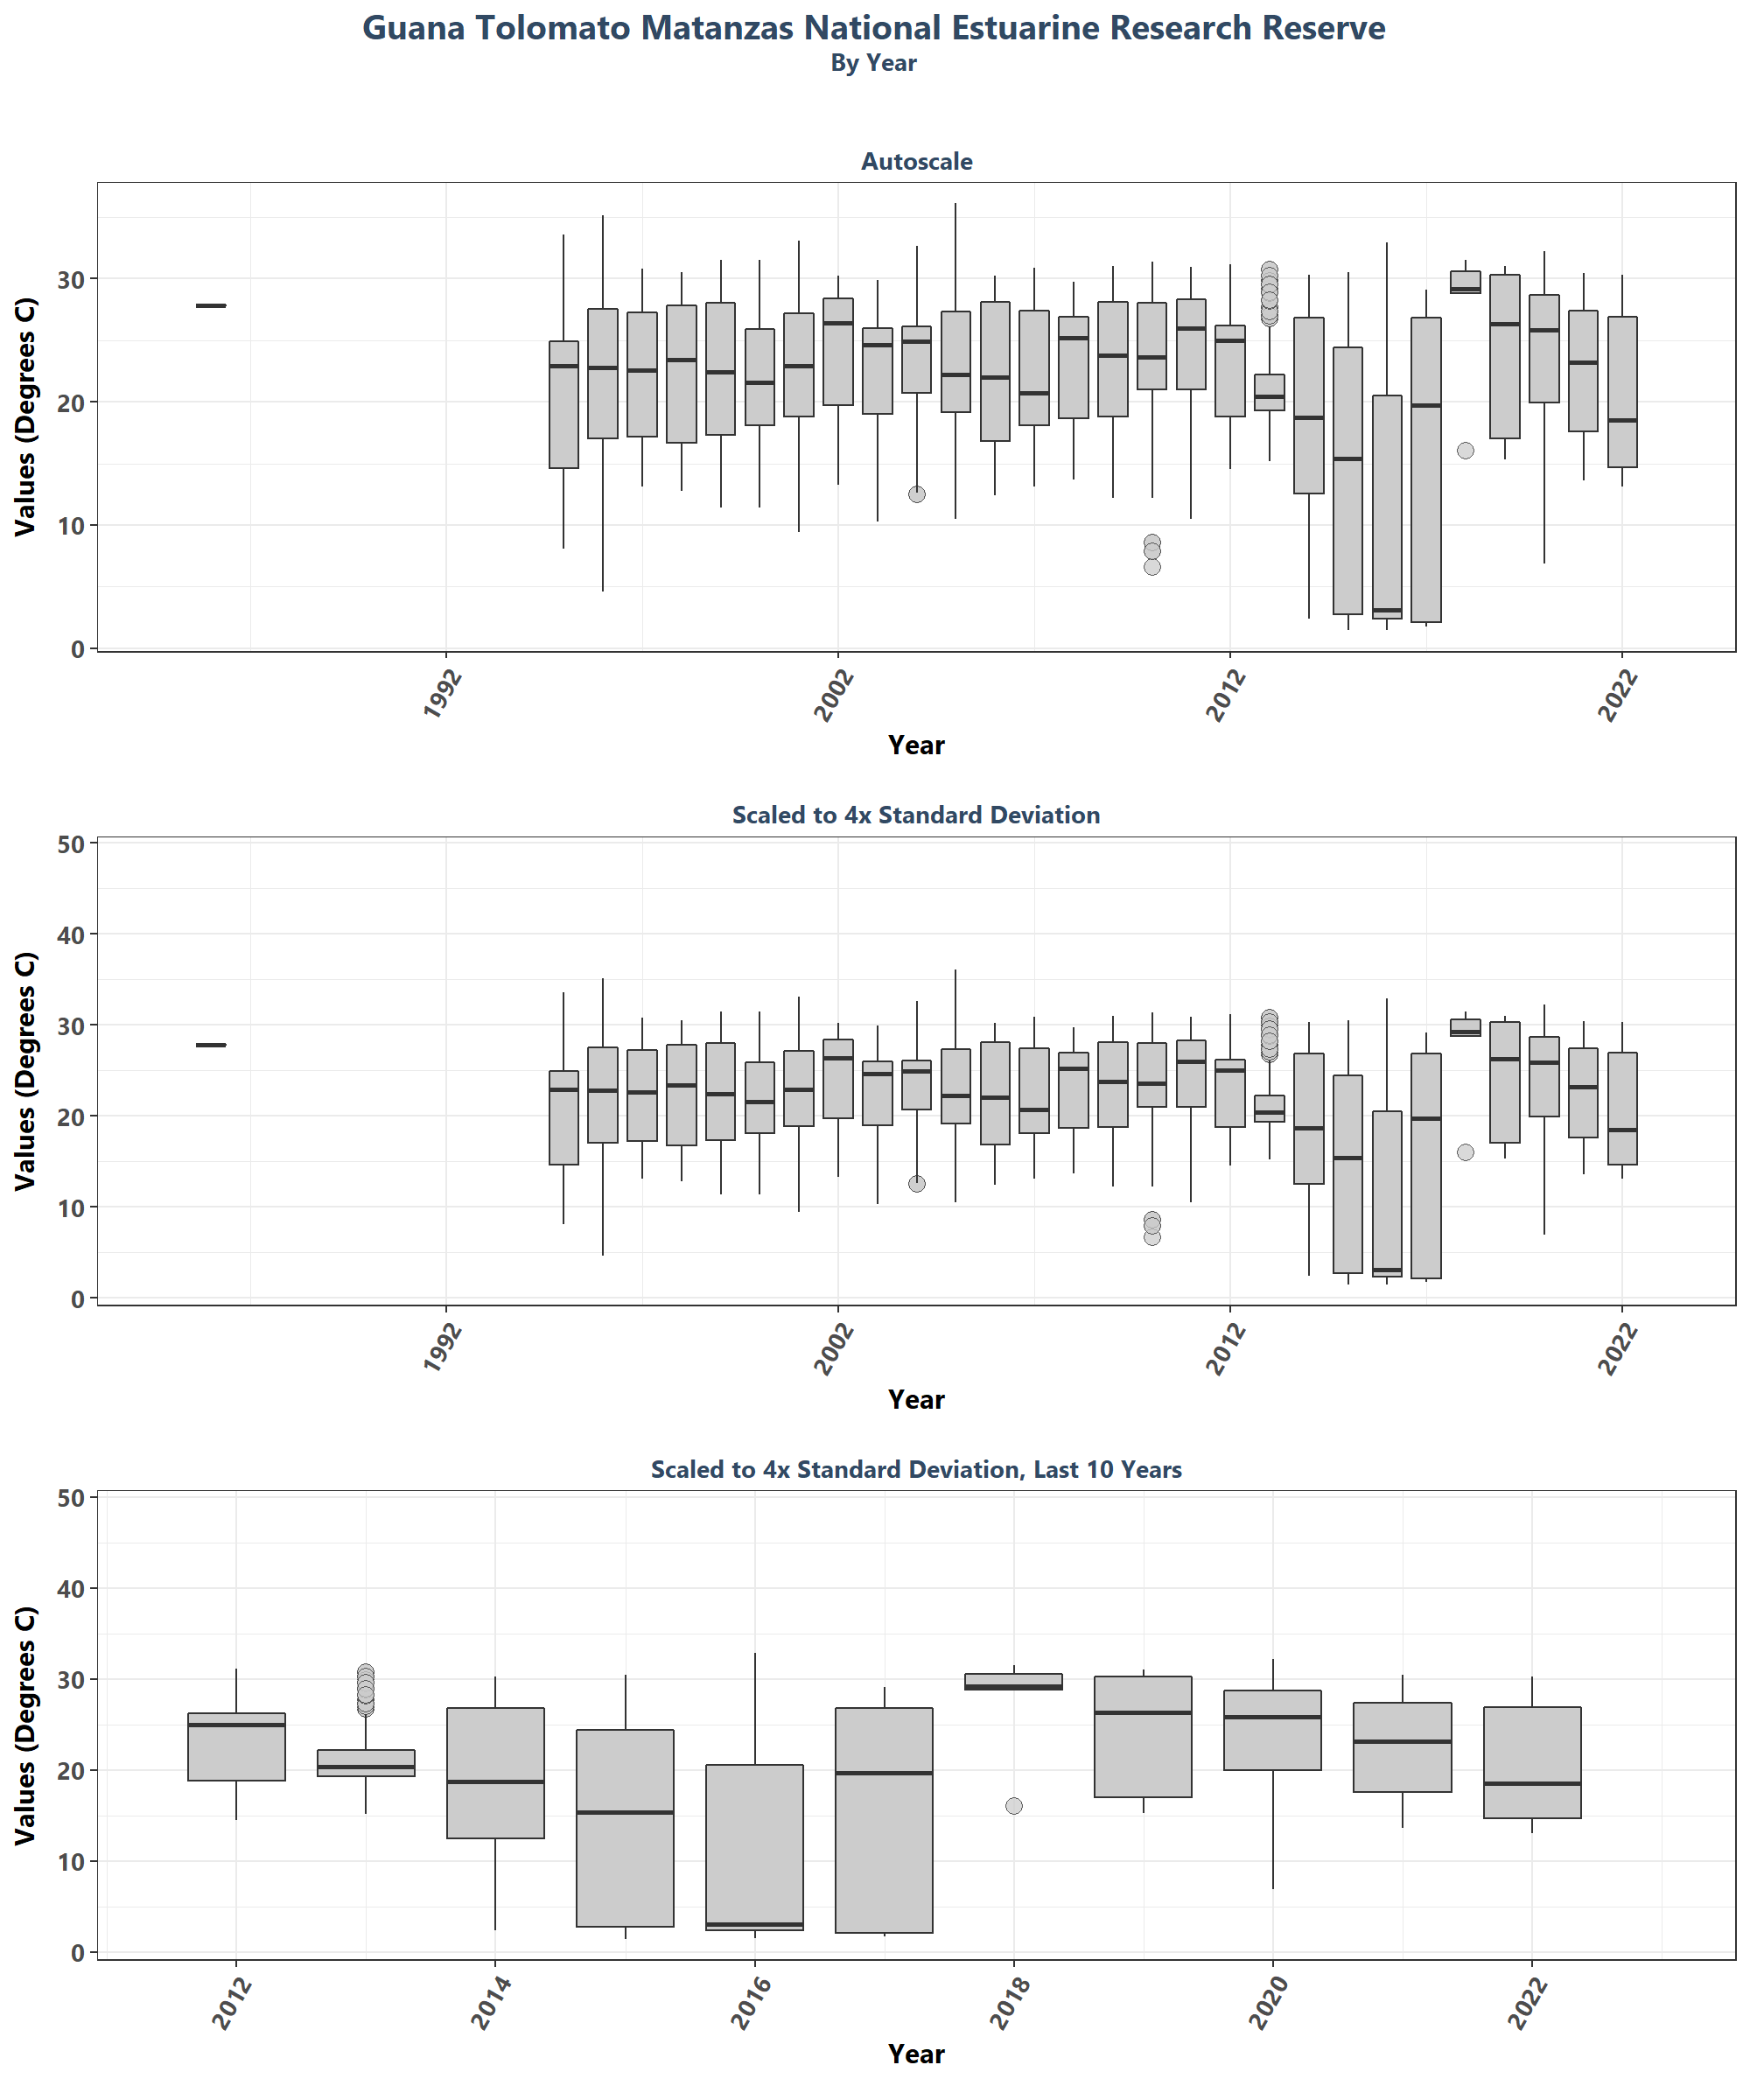 Guana Tolomato Matanzas National Estuarine Research Reserve
By Year
Autoscale
Values (Degrees C)
30
20
10
0
1992
2002
2012
2022
Year
Scaled to 4x Standard Deviation
Values (Degrees C)
50
40
30
20
10
0
1992
2002
2012
2022
Year
Scaled to 4x Standard Deviation, Last 10 Years
Values (Degrees C)
50
40
30
20
10
0
2012
2014
2016
2018
2020
2022
Year